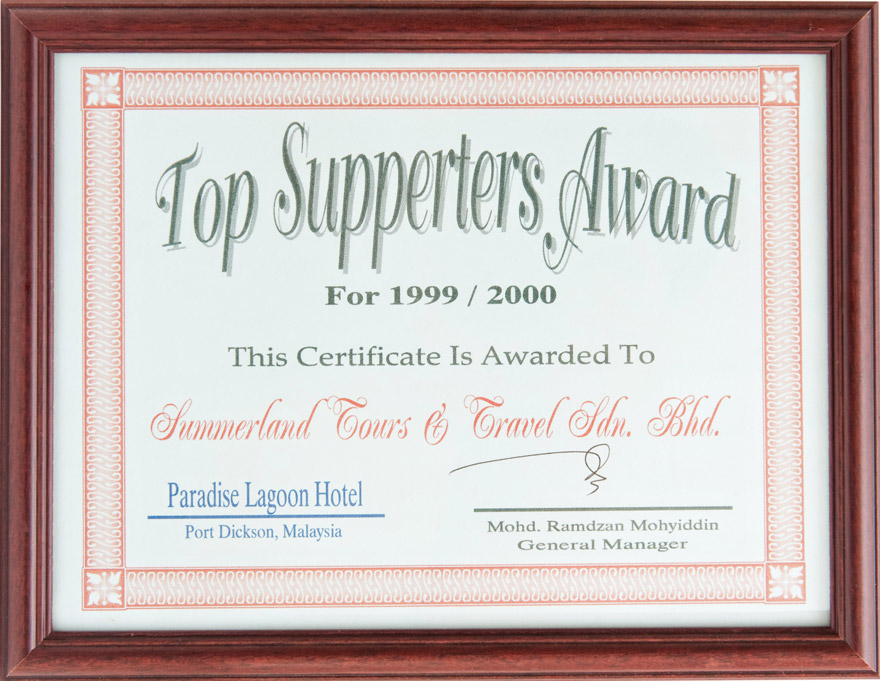 Top Supperters Award
For 1999 / 2000
This Certificate Is Awarded To
Summerland Tours & Travel Sdn. Bhd.
Paradise Lagoon Hotel
Port Dickson, Malaysia
Mohd. Ramdzan Mohyiddin
General Manager